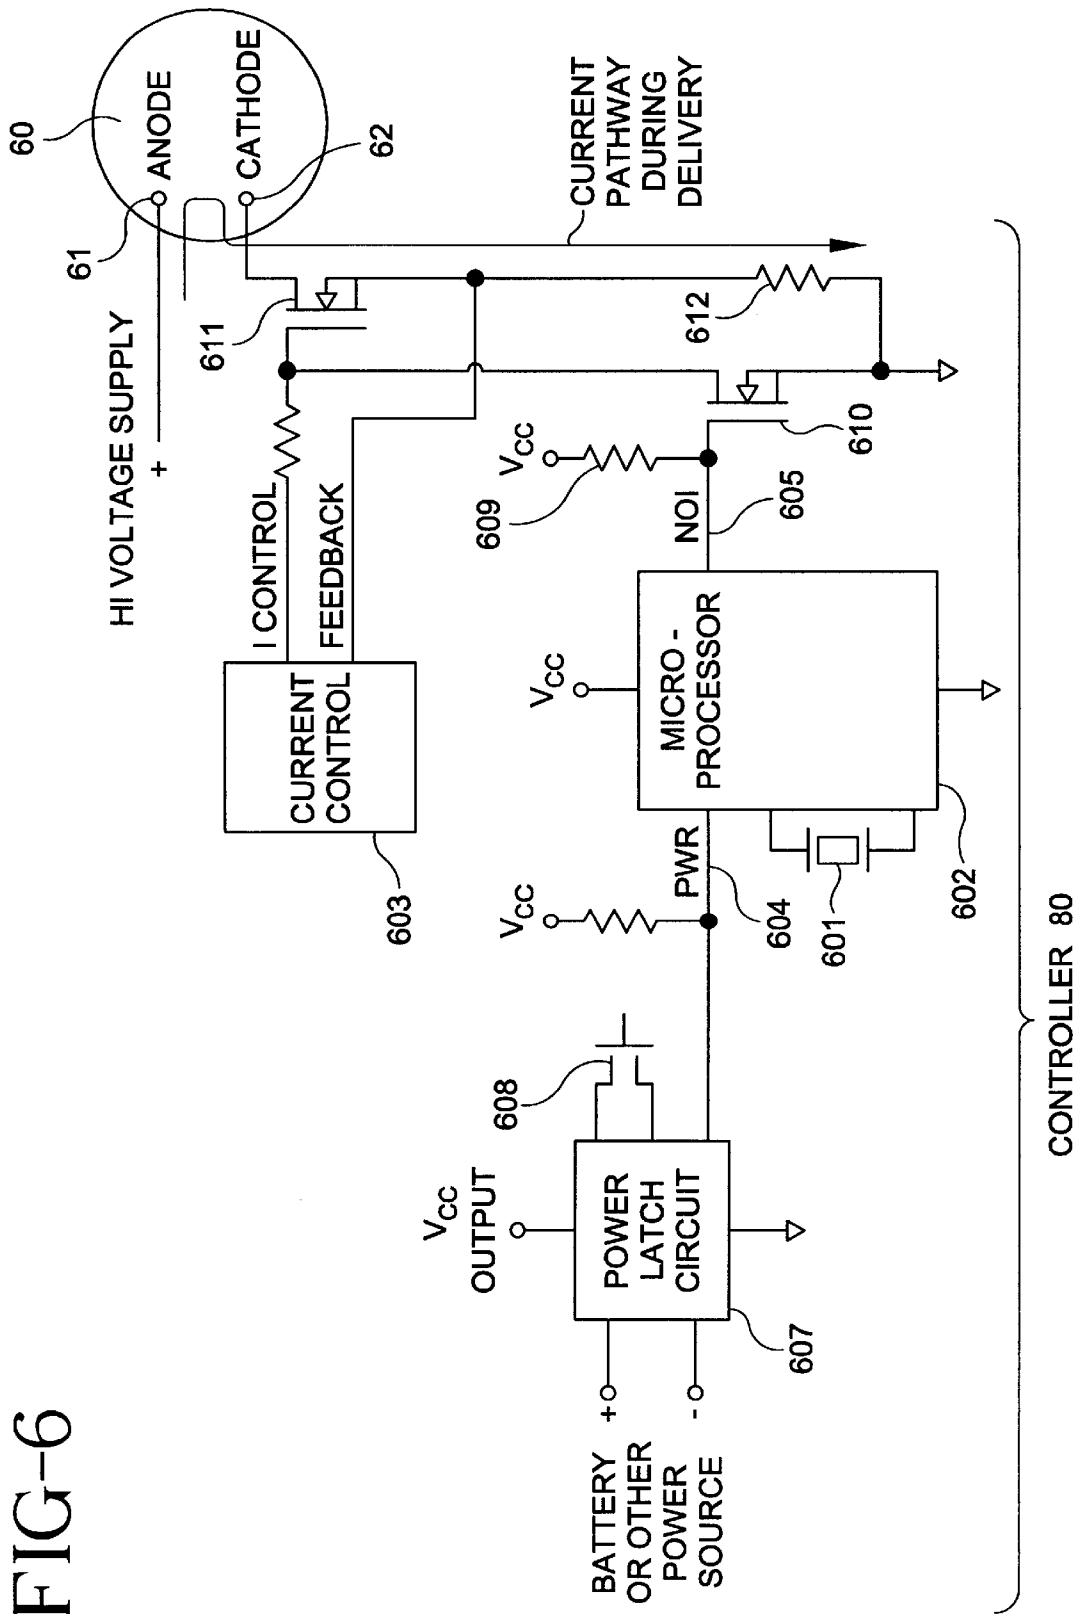 FIG-6
HI VOLTAGE SUPPLY
+
61
60
ANODE
CATHODE
62
611
I CONTROL
FEEDBACK
CURRENT
CONTROL
603
CURRENT
PATHWAY
DURING
DELIVERY
612
VCC
OUTPUT
608
VCC
VCC
609
VCC
BATTERY
OR OTHER
POWER
SOURCE
+
-
POWER
LATCH
CIRCUIT
607
PWR
604
601
MICRO -
PROCESSOR
602
NOI
605
610
CONTROLLER 80